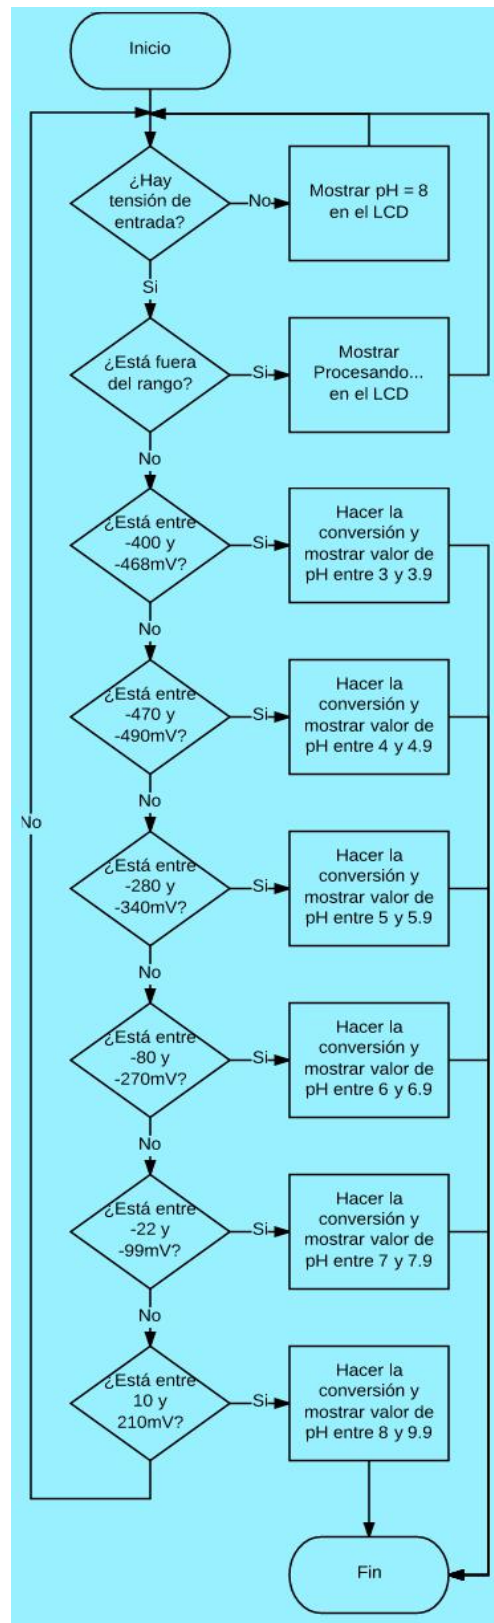 Inicio
¿Hay
tensión de
entrada?
No
Mostrar pH = 8
en el LCD
Si
¿Está fuera
del rango?
Si
Mostrar
Procesando...
en el LCD
No
¿Está entre
-400 y
-468mV?
Si
Hacer la
conversión y
mostrar valor de
pH entre 3 y 3.9
No
¿Está entre
-470 y
-490mV?
Si
Hacer la
conversión y
mostrar valor de
pH entre 4 y 4.9
No
No
¿Está entre
-280 y
-340mV?
Si
Hacer la
conversión y
mostrar valor de
pH entre 5 y 5.9
No
¿Está entre
-80 y
-270mV?
Si
Hacer la
conversión y
mostrar valor de
pH entre 6 y 6.9
No
¿Está entre
-22 y
-99mV?
Si
Hacer la
conversión y
mostrar valor de
pH entre 7 y 7.9
No
¿Está entre
10 y
210mV?
Si
Hacer la
conversión y
mostrar valor de
pH entre 8 y 9.9
Fin